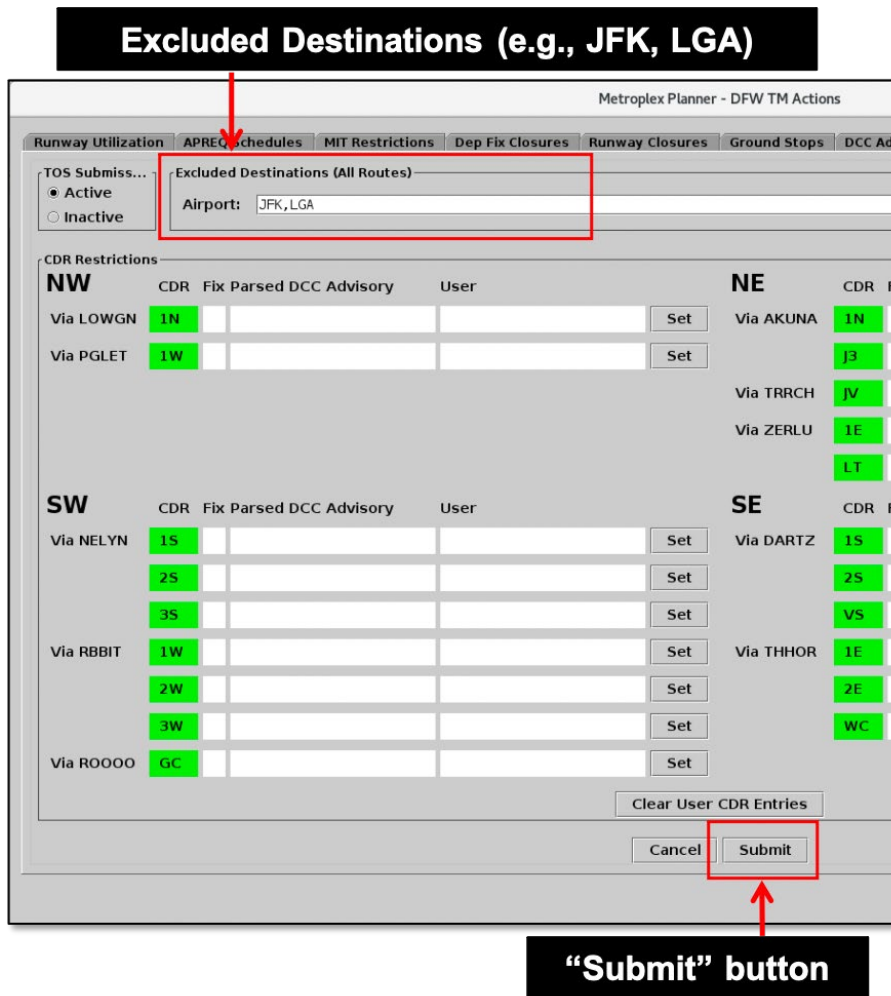 Excluded Destinations (e.g., JFK, LGA)
Metroplex Planner - DFW TM Actions
Runway Utilization APREQ Schedules MIT Restrictions Dep Fix Closures Runway Closures Ground Stops DCC Ad
TOS Submiss... Excluded Destinations (All Routes)
Active
Airport: JFK,LGA
Inactive
CDR Restrictions
NW CDR Fix Parsed DCC Advisory User NE CDR
Via LOWGN 1N Set Via AKUNA 1N
Via PGLET 1W Set J3
Via TRRCH JV
Via ZERLU 1E
LT
SW CDR Fix Parsed DCC Advisory User SE CDR
Via NELYN 1S Set Via DARTZ 1S
2S Set 2S
3S Set VS
Via RBBIT 1W Set Via THHOR 1E
2W Set 2E
3W Set WC
Via ROOOO GC Set
Clear User CDR Entries
Cancel Submit
“Submit” button